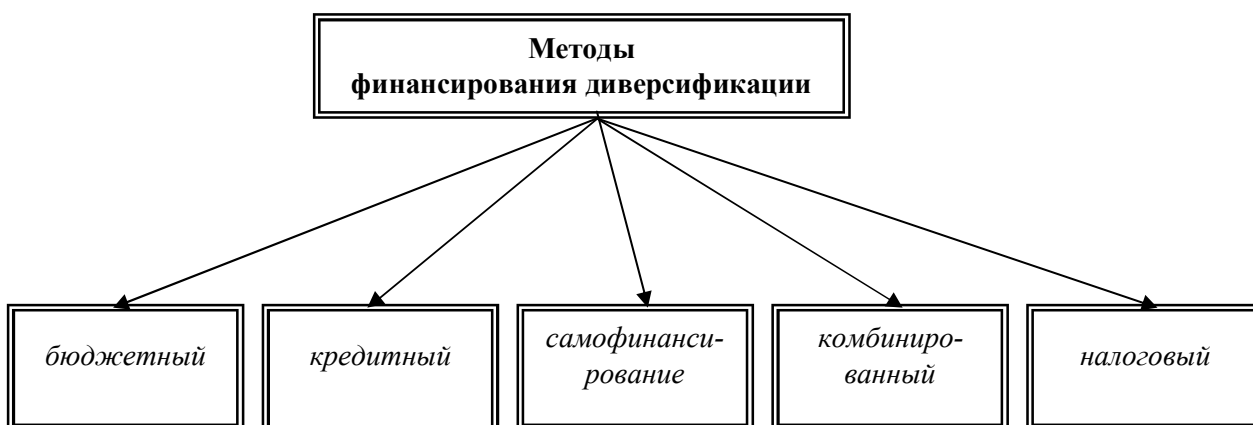 Методы
финансирования диверсификации
бюджетный
кредитный
самофинанси-
рование
комбиниро-
ванный
налоговый